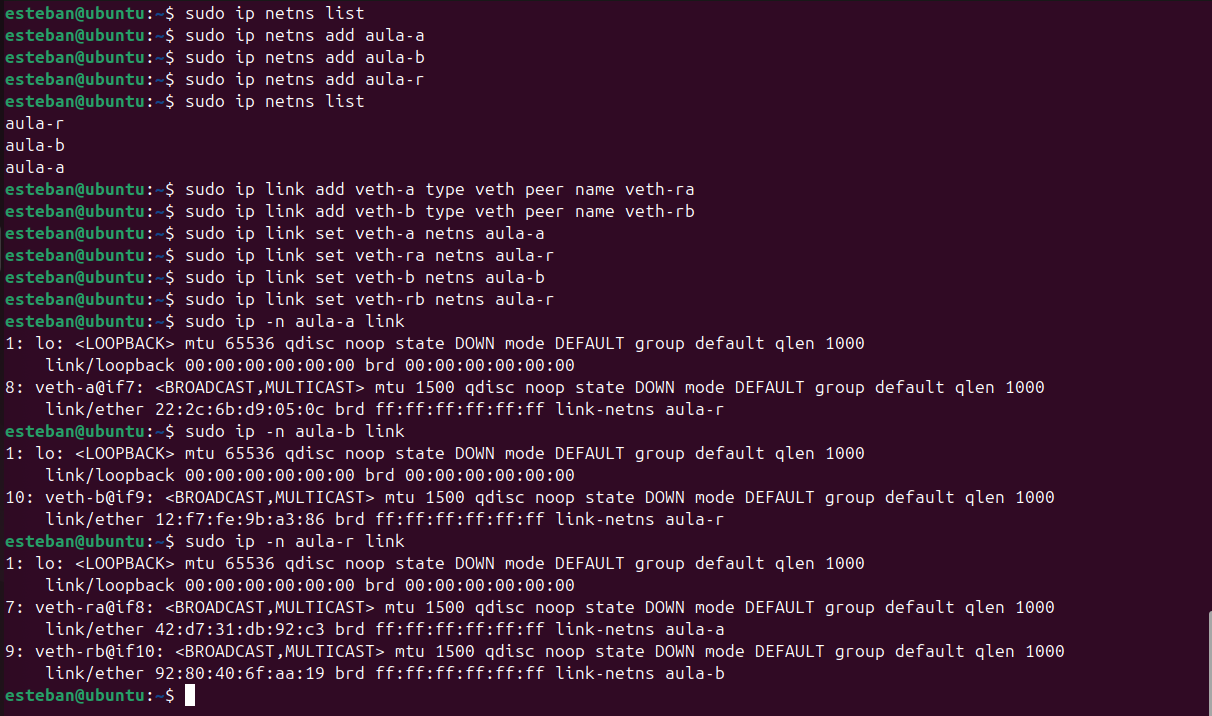 esteban@ubuntu:~$ sudo ip netns list
esteban@ubuntu:~$ sudo ip netns add aula-a
esteban@ubuntu:~$ sudo ip netns add aula-b
esteban@ubuntu:~$ sudo ip netns add aula-r
esteban@ubuntu:~$ sudo ip netns list
aula-r
aula-b
aula-a
esteban@ubuntu:~$ sudo ip link add veth-a type veth peer name veth-ra
esteban@ubuntu:~$ sudo ip link add veth-b type veth peer name veth-rb
esteban@ubuntu:~$ sudo ip link set veth-a netns aula-a
esteban@ubuntu:~$ sudo ip link set veth-ra netns aula-r
esteban@ubuntu:~$ sudo ip link set veth-b netns aula-b
esteban@ubuntu:~$ sudo ip link set veth-rb netns aula-r
esteban@ubuntu:~$ sudo ip -n aula-a link
1: lo: <LOOPBACK> mtu 65536 qdisc noop state DOWN mode DEFAULT group default qlen 1000
    link/loopback 00:00:00:00:00:00 brd 00:00:00:00:00:00
8: veth-a@if7: <BROADCAST,MULTICAST> mtu 1500 qdisc noop state DOWN mode DEFAULT group default qlen 1000
    link/ether 22:2c:6b:d9:05:0c brd ff:ff:ff:ff:ff:ff link-netns aula-r
esteban@ubuntu:~$ sudo ip -n aula-b link
1: lo: <LOOPBACK> mtu 65536 qdisc noop state DOWN mode DEFAULT group default qlen 1000
    link/loopback 00:00:00:00:00:00 brd 00:00:00:00:00:00
10: veth-b@if9: <BROADCAST,MULTICAST> mtu 1500 qdisc noop state DOWN mode DEFAULT group default qlen 1000
    link/ether 12:f7:fe:9b:a3:86 brd ff:ff:ff:ff:ff:ff link-netns aula-r
esteban@ubuntu:~$ sudo ip -n aula-r link
1: lo: <LOOPBACK> mtu 65536 qdisc noop state DOWN mode DEFAULT group default qlen 1000
    link/loopback 00:00:00:00:00:00 brd 00:00:00:00:00:00
7: veth-ra@if8: <BROADCAST,MULTICAST> mtu 1500 qdisc noop state DOWN mode DEFAULT group default qlen 1000
    link/ether 42:d7:31:db:92:c3 brd ff:ff:ff:ff:ff:ff link-netns aula-a
9: veth-rb@if10: <BROADCAST,MULTICAST> mtu 1500 qdisc noop state DOWN mode DEFAULT group default qlen 1000
    link/ether 92:80:40:6f:aa:19 brd ff:ff:ff:ff:ff:ff link-netns aula-b
esteban@ubuntu:~$